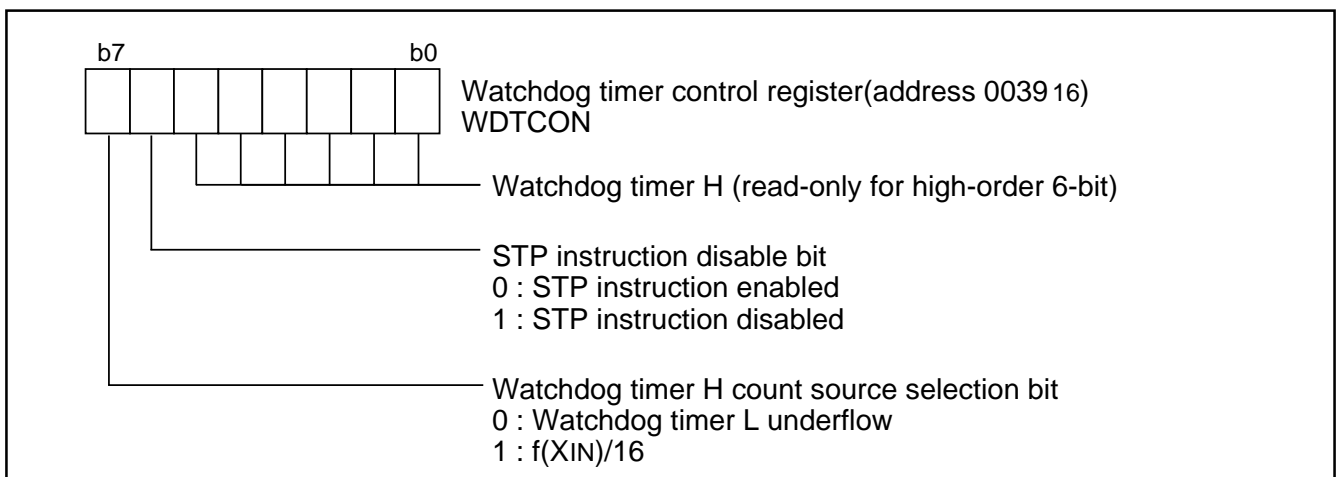 b7 b0
Watchdog timer control register(address 003916)
WDTCON
Watchdog timer H (read-only for high-order 6-bit)
STP instruction disable bit
0 : STP instruction enabled
1 : STP instruction disabled
Watchdog timer H count source selection bit
0 : Watchdog timer L underflow
1 : f(XIN)/16